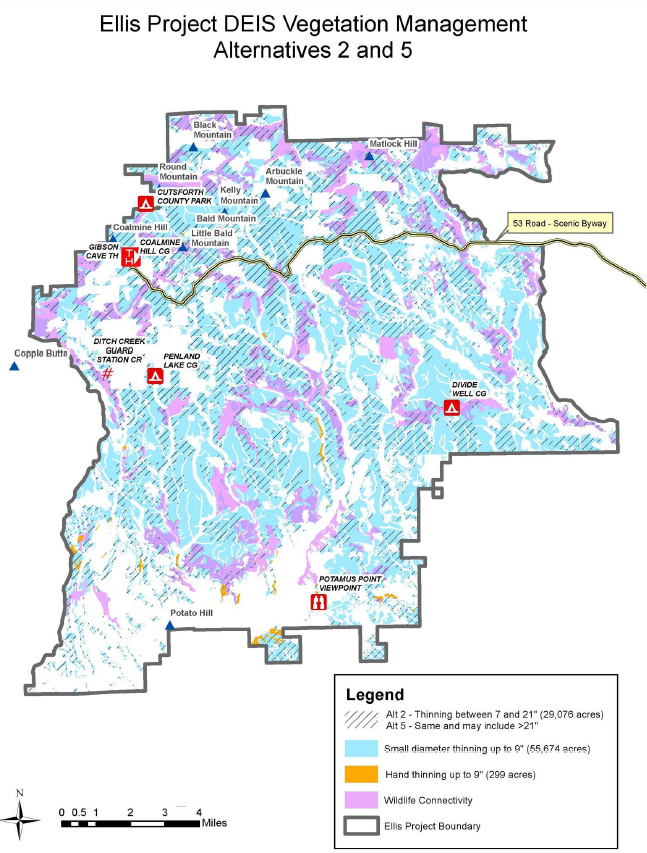 Ellis Project DEIS Vegetation Management
Alternatives 2 and 5
Black
Mountain
Matlock Hill
Round
Mountain
Arbuckle
Mountain
CUTSFORTH
COUNTY PARK
Kelly
Mountain
Bald Mountain
53 Road - Scenic Byway
Coalmine Hill
Little Bald
Mountain
GIBSON
CAVE TH
COALMINE
HILL CG
T
H
DITCH CREEK
GUARD
STATION CR
Copple Butte
PENLAND
LAKE CG
DIVIDE
WELL CG
POTAMUS POINT
VIEWPOINT
Potato Hill
Legend
Alt 2 - Thinning between 7 and 21" (29,076 acres)
Alt 5 - Same and may include >21"
Small diameter thinning up to 9" (55,674 acres)
Hand thinning up to 9" (299 acres)
Wildlife Connectivity
Ellis Project Boundary
N
0 0.5 1 2 3 4
Miles